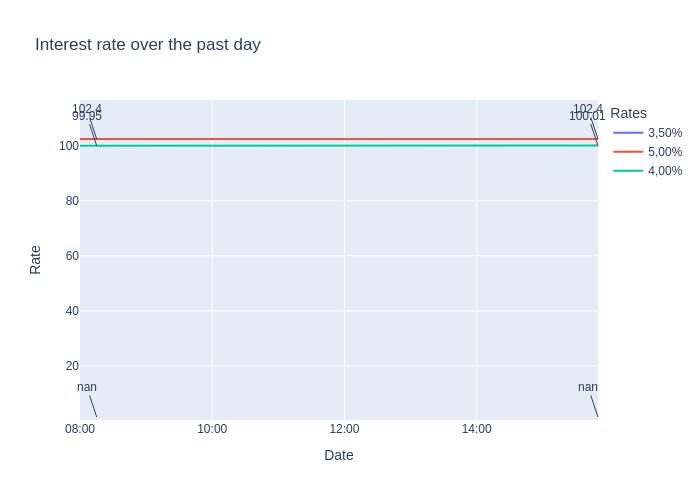 Interest rate over the past day
102.4
99.95
102.4
100.01
Rates
3,50%
5,00%
4,00%
100
80
60
40
20
Rate
nan
nan
08:00
10:00
12:00
14:00
Date